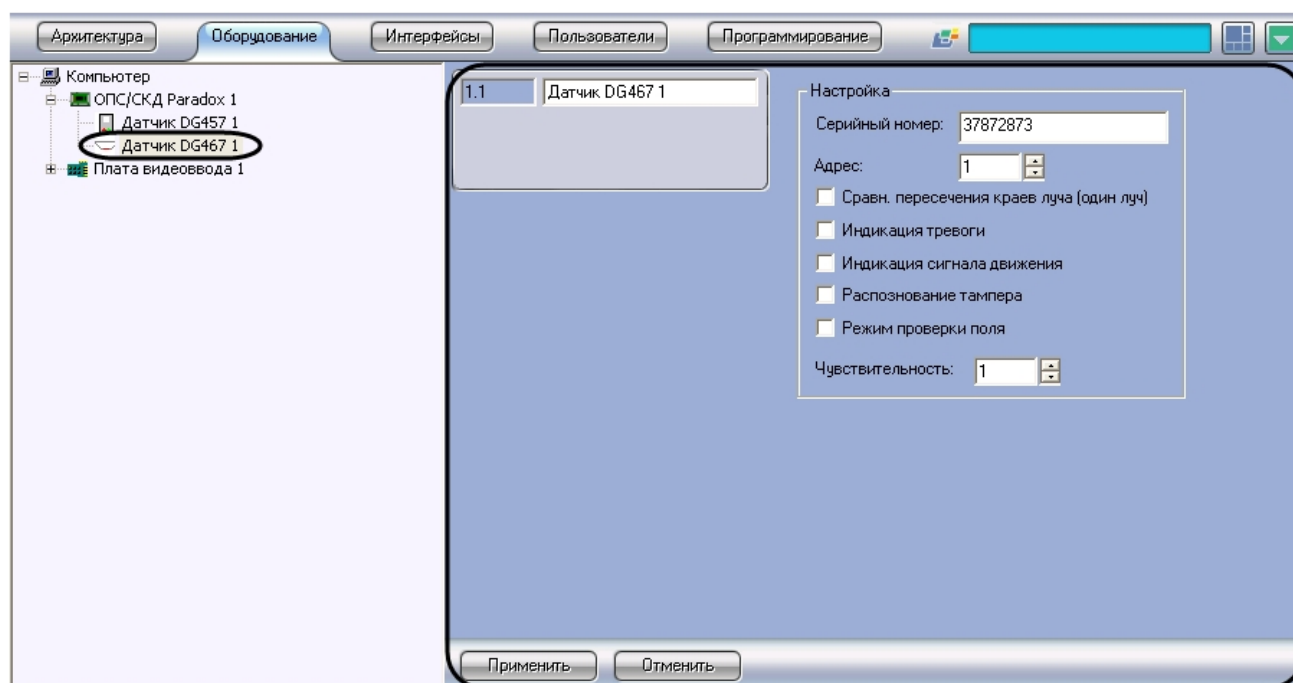 Архитектура Оборудование Интерфейсы Пользователи Программирование
Компьютер
ОПС/СКД Paradox 1
Датчик DG457 1
Датчик DG467 1
Плата видеоввода 1
1.1 Датчик DG467 1
Настройка
Серийный номер: 37872873
Адрес: 1
Сравн. пересечения краев луча (один луч)
Индикация тревоги
Индикация сигнала движения
Распознование тампера
Режим проверки поля
Чувствительность: 1
Применить Отменить